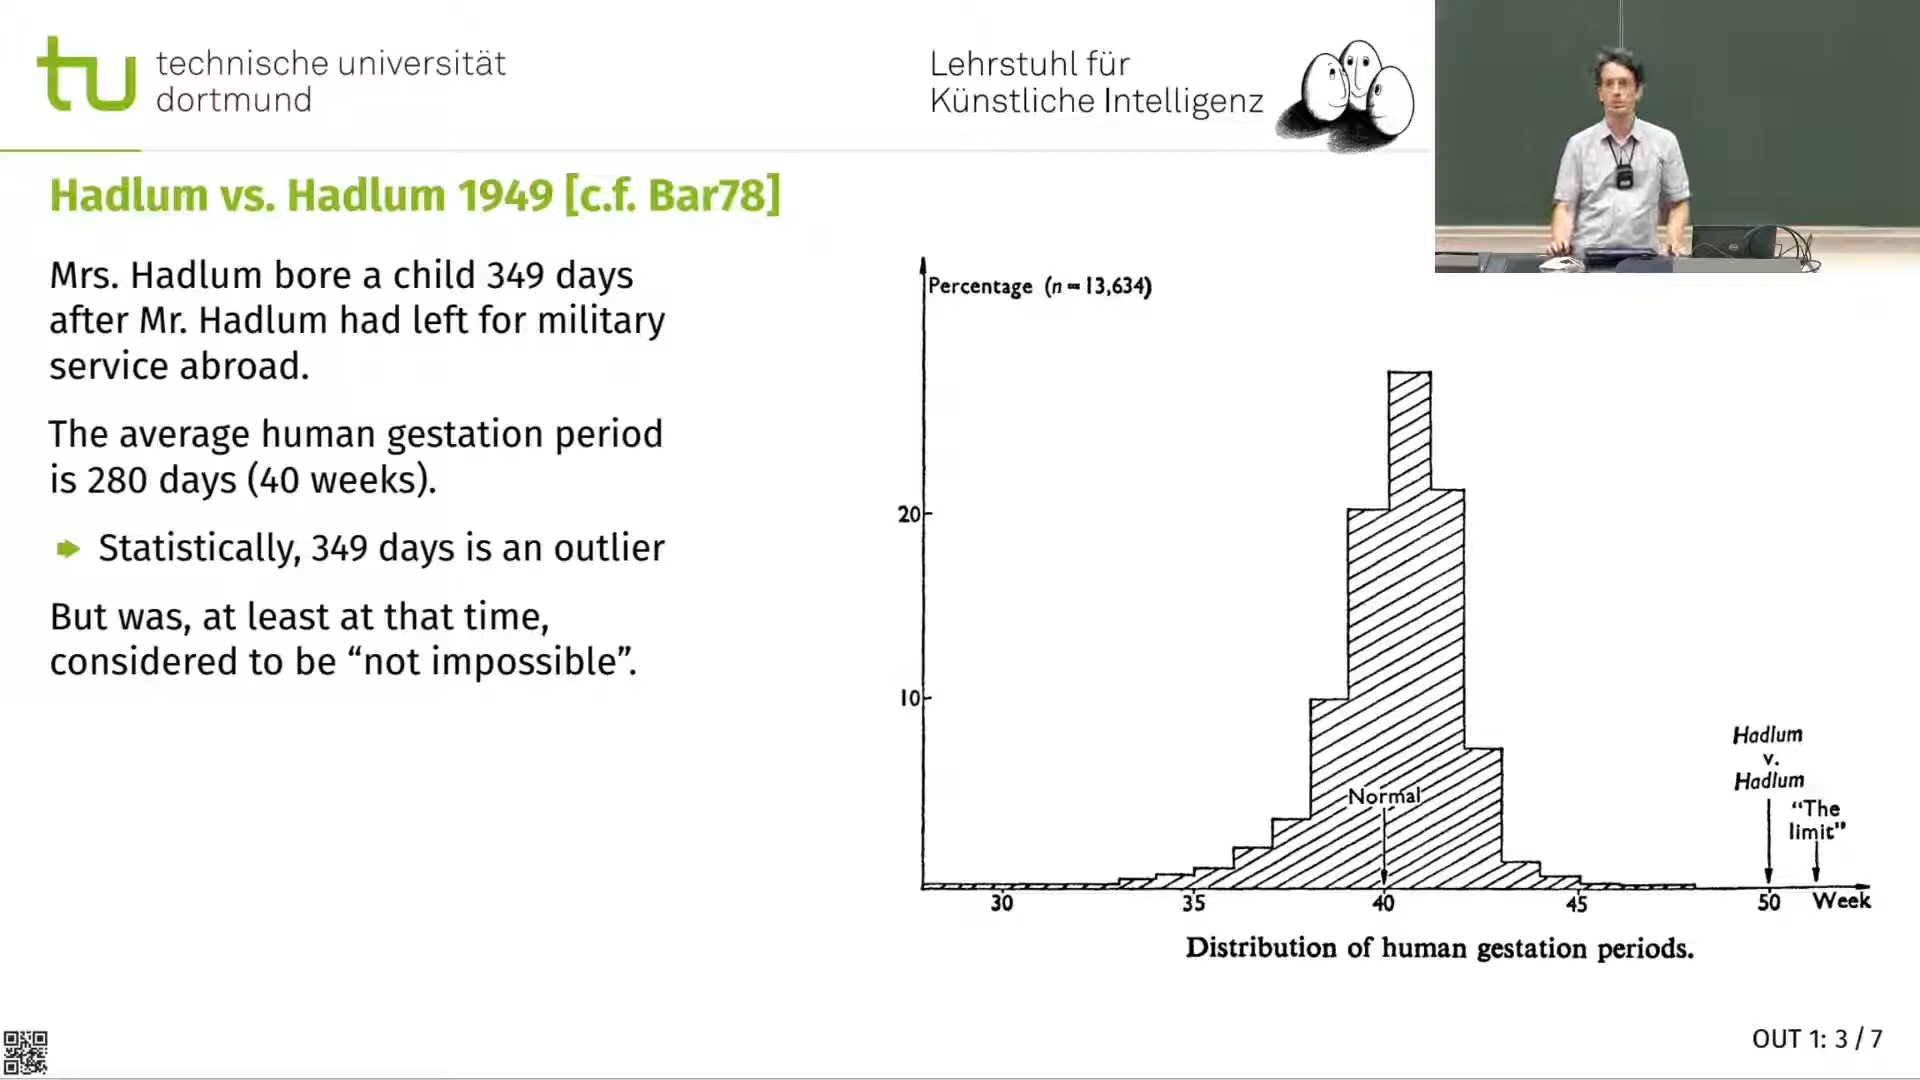 technische universität
dortmund
Lehrstuhl für
Künstliche Intelligenz
Hadlum vs. Hadlum 1949 [c.f. Bar78]
Mrs. Hadlum bore a child 349 days
after Mr. Hadlum had left for military
service abroad.
The average human gestation period
is 280 days (40 weeks).
Statistically, 349 days is an outlier
But was, at least at that time,
considered to be “not impossible”.
Percentage (n = 13,634)
20
10
Normal
Hadlum
v.
Hadlum
“The
limit”
30 35 40 45 50 Week
Distribution of human gestation periods.
OUT 1: 3 / 7